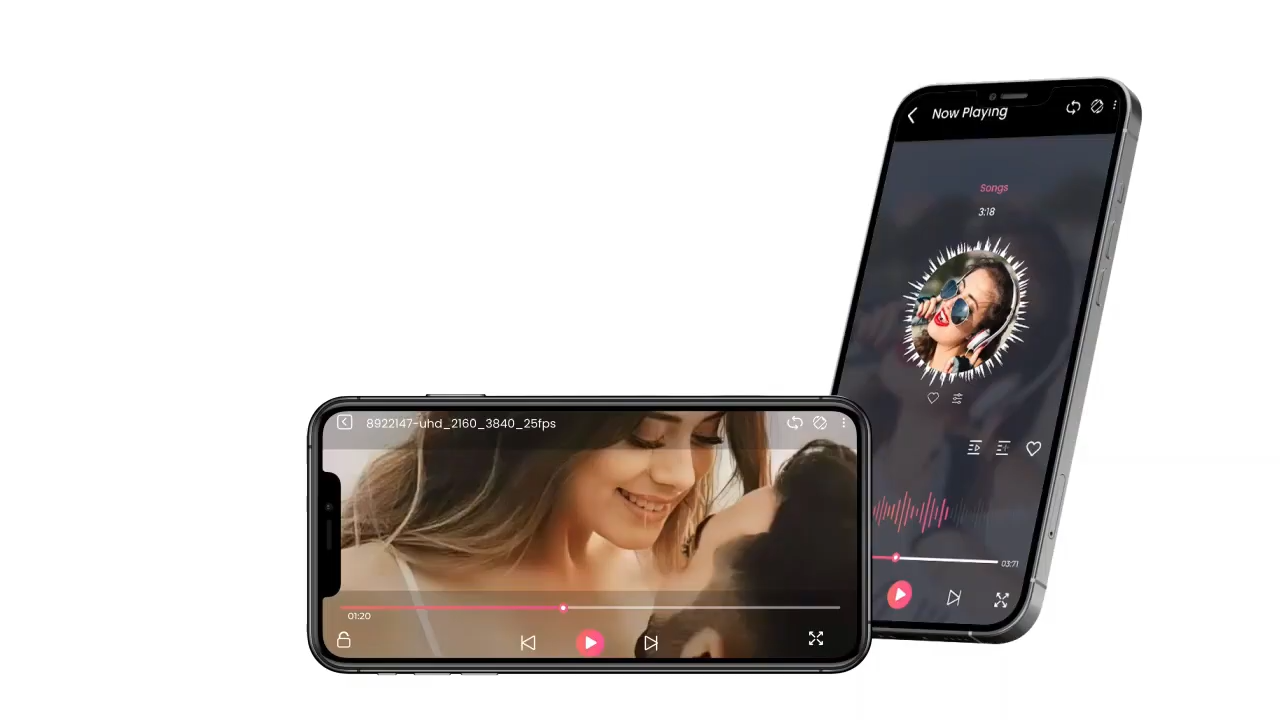 Now Playing
Songs
3:18
03:71
8922147-uhd_2160_3840_25fps
01:20